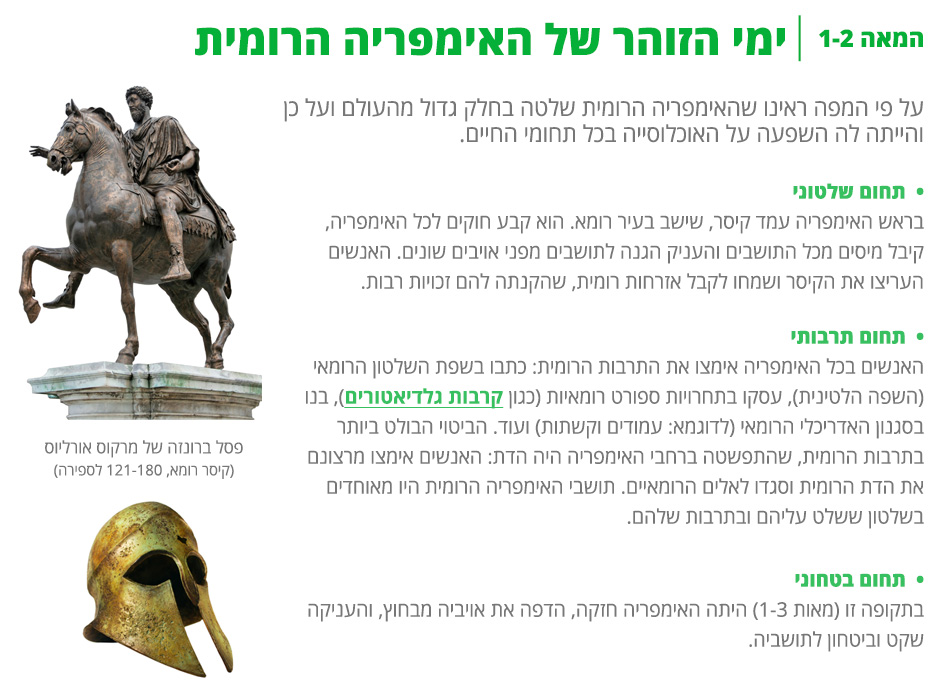 המאה 1-2 | ימי הזוהר של האימפריה הרומית
על פי המפה ראינו שהאימפריה הרומית שלטה בחלק גדול מהעולם ועל כן
והייתה לה השפעה על האוכלוסייה בכל תחומי החיים.
• תחום שלטוני
בראש האימפריה עמד קיסר, שישב בעיר רומא. הוא קבע חוקים לכל האימפריה,
קיבל מיסים מכל התושבים והעניק הגנה לתושבים מפני אויבים שונים. האנשים
העריצו את הקיסר ושמחו לקבל אזרחות רומית, שהקנתה להם זכויות רבות.
• תחום תרבותי
האנשים בכל האימפריה אימצו את התרבות הרומית: כתבו בשפת השלטון הרומאי
(השפה הלטינית), עסקו בתחרויות ספורט רומאיות (כגון קרבות גלדיאטורים), בנו
בסגנון האדריכלי הרומאי (לדוגמא: עמודים וקשתות) ועוד. הביטוי הבולט ביותר
בתרבות הרומית, שהתפשטה ברחבי האימפריה היה הדת: האנשים אימצו מרצונם
את הדת הרומית וסגדו לאלים הרומאיים. תושבי האימפריה הרומית היו מאוחדים
בשלטון ששלט עליהם ובתרבות שלהם.
• תחום בטחוני
בתקופה זו (מאות 1-3) היתה האימפריה חזקה, הדפה את אויביה מבחוץ, והעניקה
שקט וביטחון לתושביה.
פסל ברונזה של מרקוס אורליוס
(קיסר רומא, 121-180 לספירה)